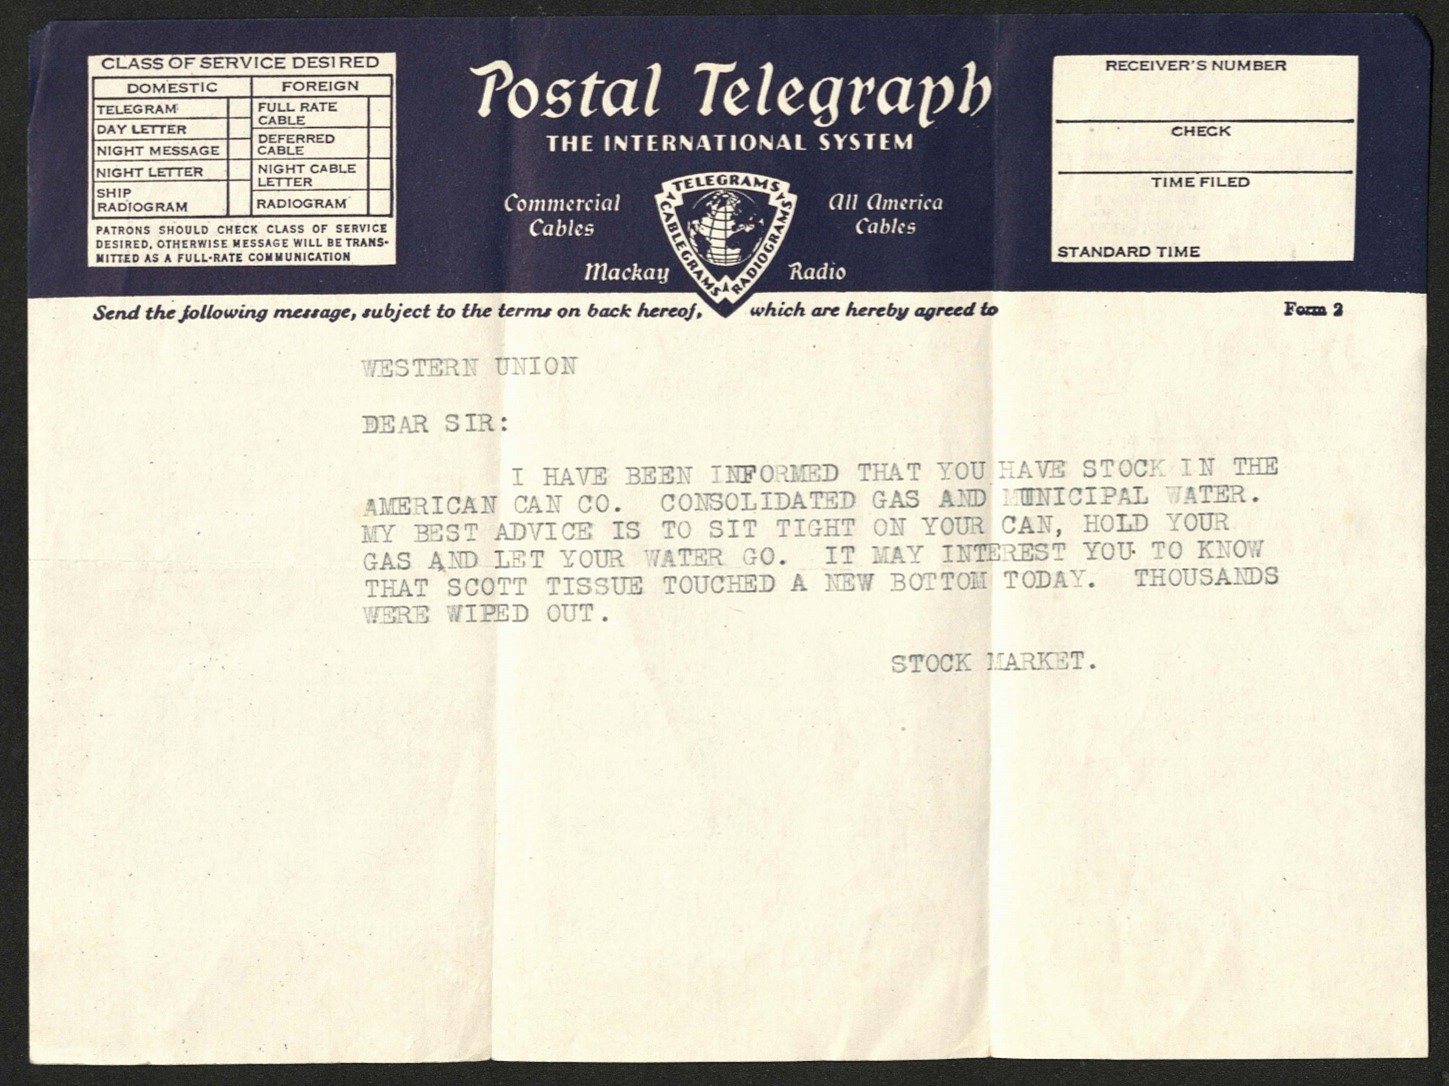 CLASS OF SERVICE DESIRED
DOMESTIC
TELEGRAM
DAY LETTER
NIGHT MESSAGE
NIGHT LETTER
SHIP
RADIOGRAM
FOREIGN
FULL RATE
CABLE
DEFERRED
CABLE
NIGHT CABLE
LETTER
RADIOGRAM
PATRONS SHOULD CHECK CLASS OF SERVICE
DESIRED, OTHERWISE MESSAGE WILL BE TRANS-
MITTED AS A FULL-RATE COMMUNICATION
Postal Telegraph
THE INTERNATIONAL SYSTEM
Commercial
Cables
All America
Cables
Mackay
Radio
TELEGRAMS
CABLEGRAMS
RADIOGRAMS
RECEIVER'S NUMBER
CHECK
TIME FILED
STANDARD TIME
Send the following message, subject to the terms on back hereof, which are hereby agreed to
Form 2
WESTERN UNION
DEAR SIR:
I HAVE BEEN INFORMED THAT YOU HAVE STOCK IN THE
AMERICAN CAN CO. CONSOLIDATED GAS AND MUNICIPAL WATER.
MY BEST ADVICE IS TO SIT TIGHT ON YOUR CAN, HOLD YOUR
GAS AND LET YOUR WATER GO. IT MAY INTEREST YOU TO KNOW
THAT SCOTT TISSUE TOUCHED A NEW BOTTOM TODAY. THOUSANDS
WERE WIPED OUT.
STOCK MARKET.